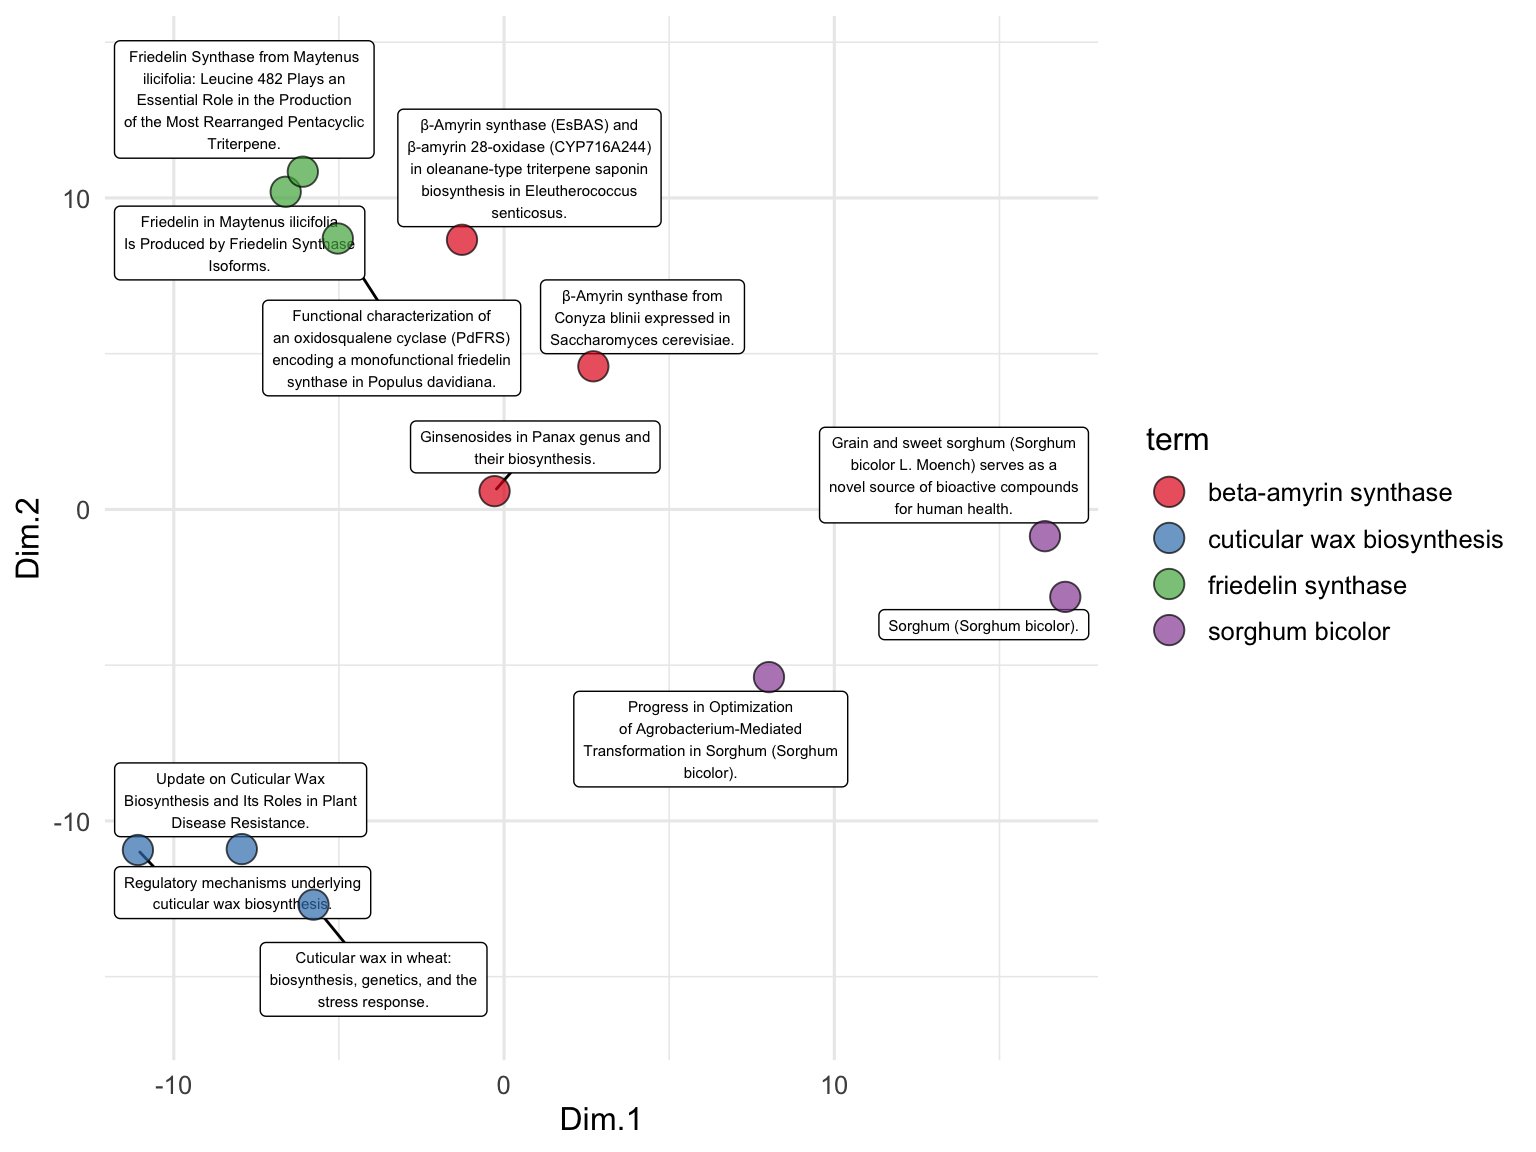 Friedelin Synthase from Maytenus
ilicifolia: Leucine 482 Plays an
Essential Role in the Production
of the Most Rearranged Pentacyclic
Triterpene.
β-Amyrin synthase (EsBAS) and
β-amyrin 28-oxidase (CYP716A244)
in oleanane-type triterpene saponin
biosynthesis in Eleutherococcus
senticosus.
Friedelin in Maytenus ilicifolia
Is Produced by Friedelin Synthase
Isoforms.
Functional characterization of
an oxidosqualene cyclase (PdFRS)
encoding a monofunctional friedelin
synthase in Populus davidiana.
β-Amyrin synthase from
Conyza blinii expressed in
Saccharomyces cerevisiae.
Ginsenosides in Panax genus and
their biosynthesis.
Grain and sweet sorghum (Sorghum
bicolor L. Moench) serves as a
novel source of bioactive compounds
for human health.
Sorghum (Sorghum bicolor).
Progress in Optimization
of Agrobacterium-Mediated
Transformation in Sorghum (Sorghum
bicolor).
Update on Cuticular Wax
Biosynthesis and Its Roles in Plant
Disease Resistance.
Regulatory mechanisms underlying
cuticular wax biosynthesis.
Cuticular wax in wheat:
biosynthesis, genetics, and the
stress response.
10
0
-10
Dim.2
-10
0
10
Dim.1
term
beta-amyrin synthase
cuticular wax biosynthesis
friedelin synthase
sorghum bicolor